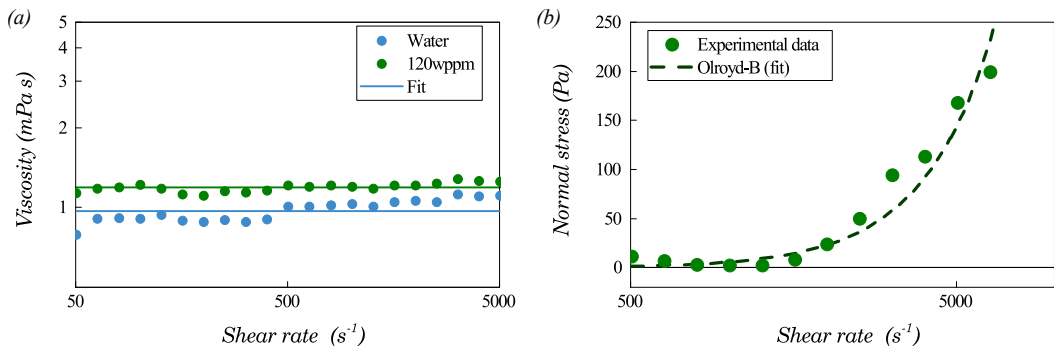 (a)
Viscosity (mPa s)
5
4
3
2
1
50
500
5000
Shear rate (s⁻¹)
Water
120wppm
Fit
(b)
Normal stress (Pa)
250
200
150
100
50
0
500
5000
Shear rate (s⁻¹)
Experimental data
Olroyd-B (fit)